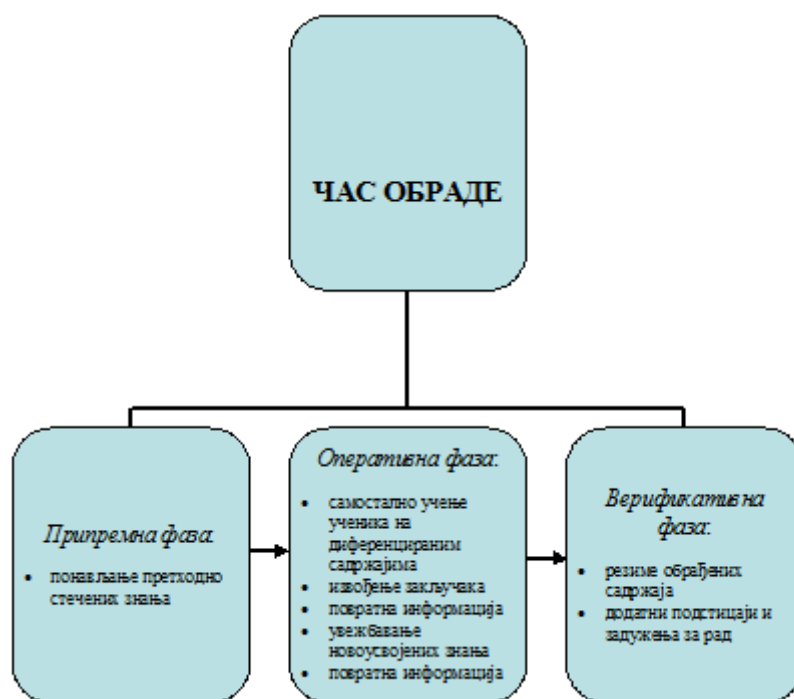 ЧАС ОБРАДЕ
Припремна фаза:
• понављање претходно
стечених знања
Оперативна фаза:
• самостално учење
ученика на
диференцираним
садржајима
• извођење закључака
• повратна информација
• увежбавање
новоусвојених знања
• повратна информација
Верификативна
фаза:
• резиме обрађених
садржаја
• додатни подстицаји и
задужења за рад